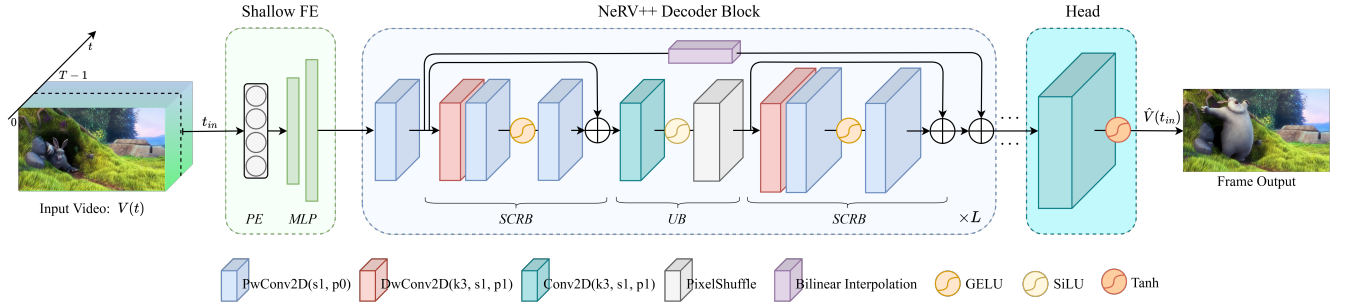 Shallow FE
NeRV++ Decoder Block
Head
t
T − 1
0
t_in
V̂(t_in)
Input Video: V(t)
PE
MLP
SCRB
UB
SCRB
×L
Frame Output
PwConv2D(s1, p0)
DwConv2D(k3, s1, p1)
Conv2D(k3, s1, p1)
PixelShuffle
Bilinear Interpolation
GELU
SiLU
Tanh